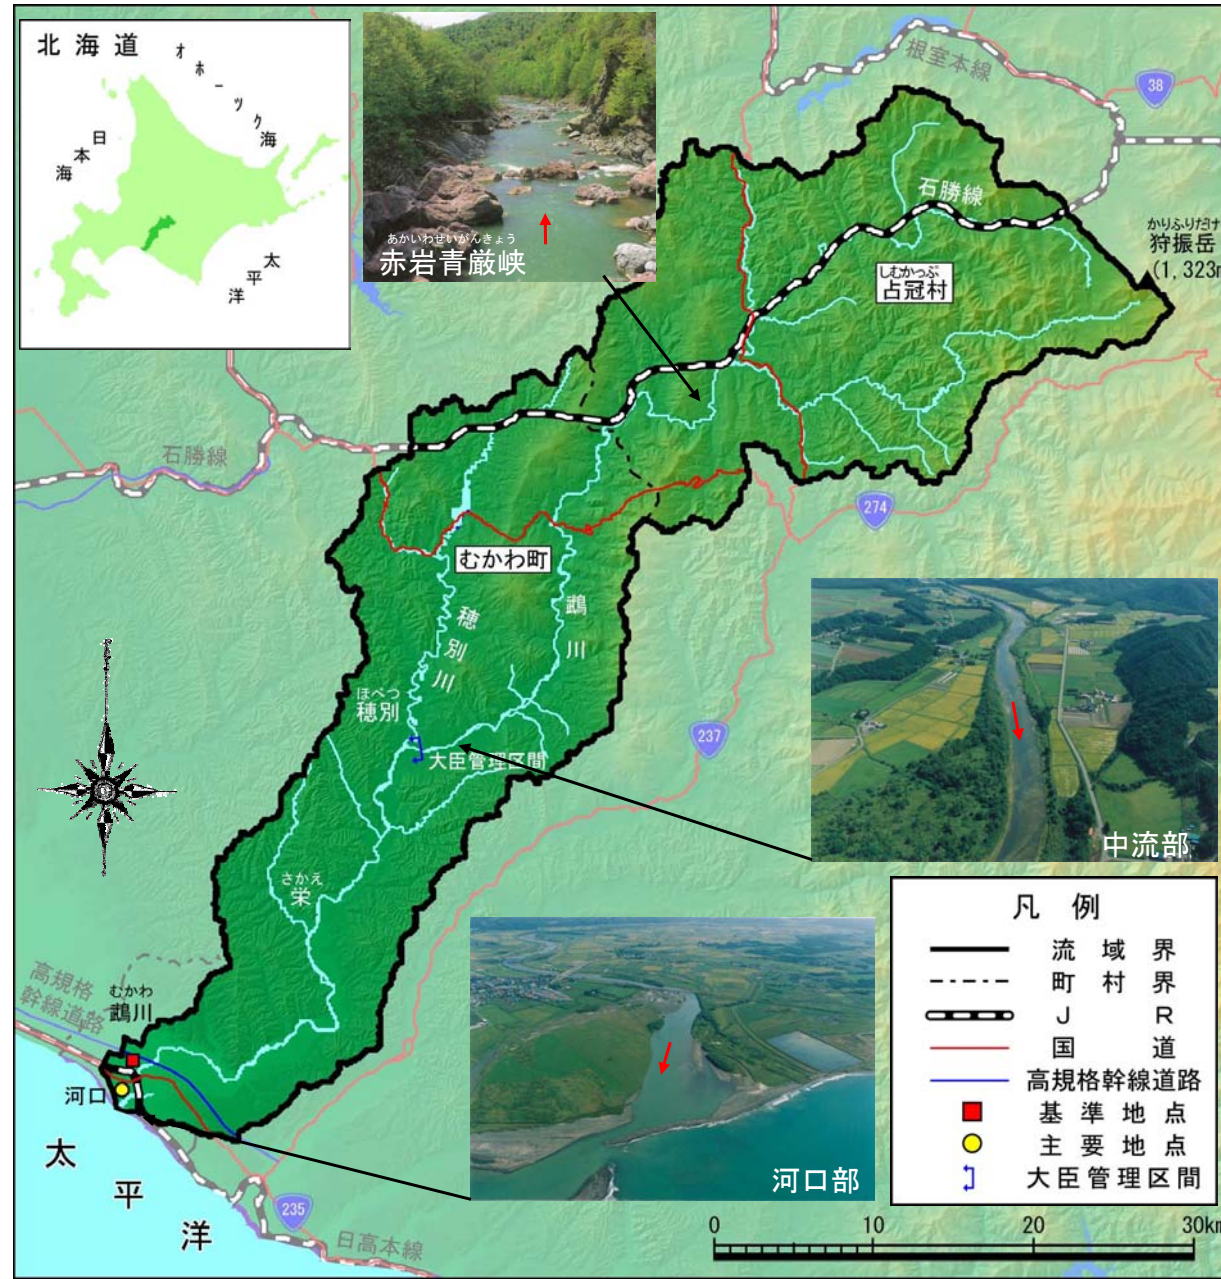 北海道
オホーツク海
日本海
太平洋
あかいわせいがんきょう
赤岩青厳峡
根室本線
38
石勝線
かりふりだけ
狩振岳
(1,323m
しむかっぷ
占冠村
石勝線
274
むかわ町
穂別川
鵡川
ほべつ
穂別
大臣管理区間
237
中流部
さかえ
栄
高規格
幹線道路
むかわ
鵡川
河口
太平洋
河口部
235
日高本線
凡例
流域界
町村界
JR
国道
高規格幹線道路
基準地点
主要地点
大臣管理区間
0 10 20 30km